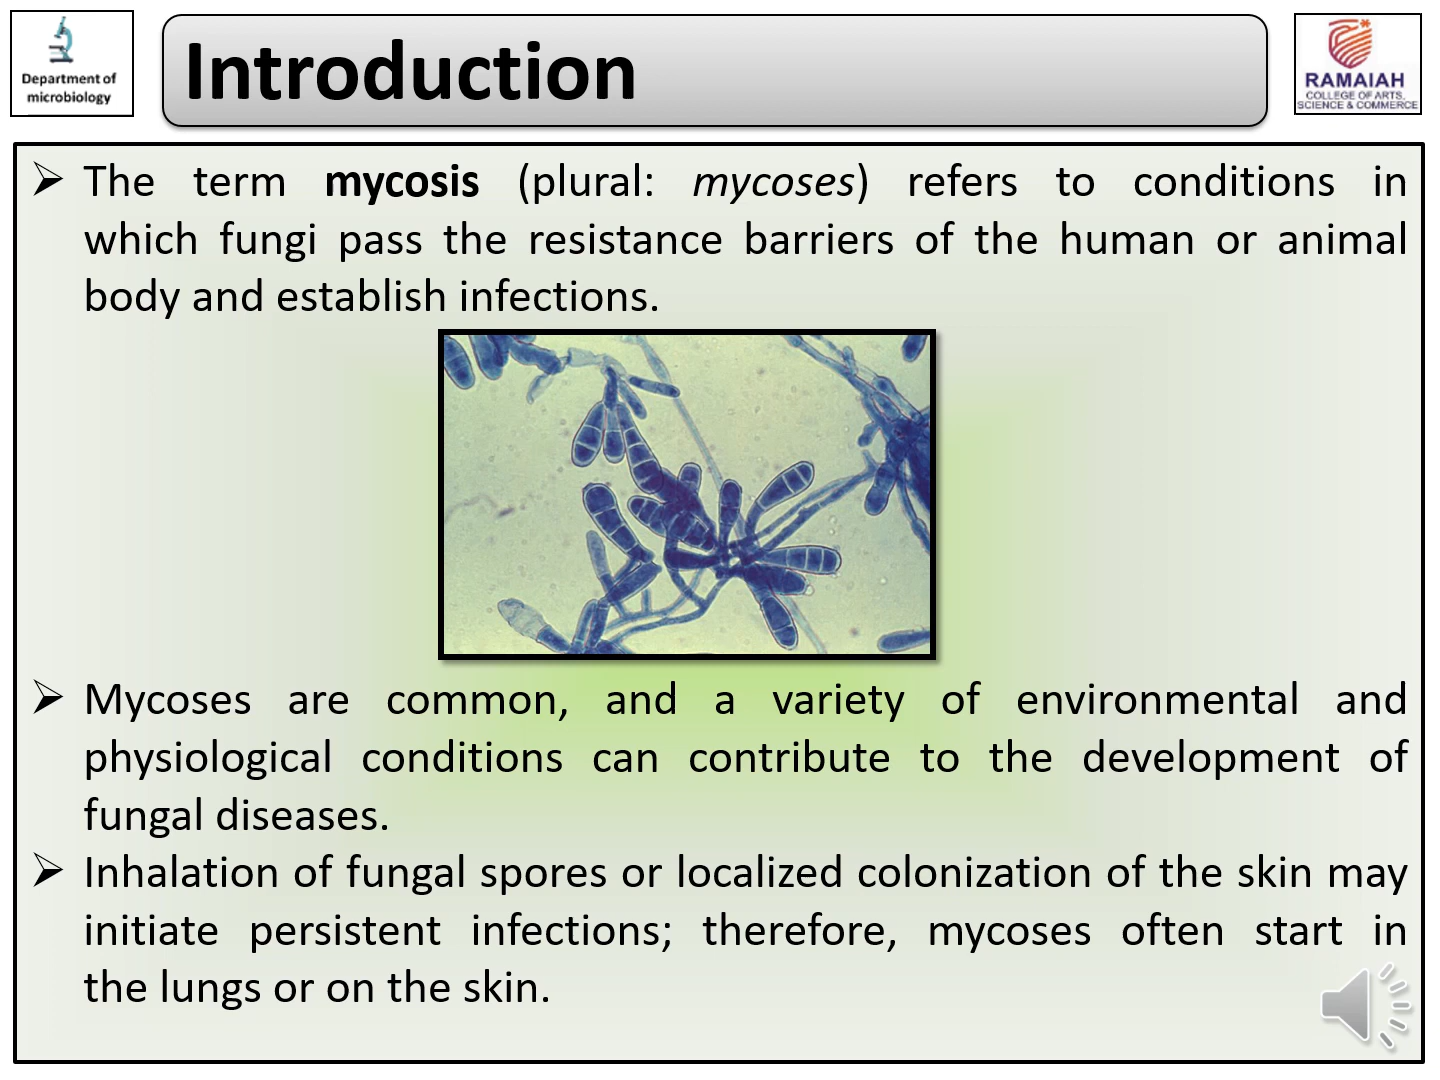 Department of
microbiology
Introduction
RAMAIAH
COLLEGE OF ARTS,
SCIENCE & COMMERCE
➢ The term mycosis (plural: mycoses) refers to conditions in
which fungi pass the resistance barriers of the human or animal
body and establish infections.
➢ Mycoses are common, and a variety of environmental and
physiological conditions can contribute to the development of
fungal diseases.
➢ Inhalation of fungal spores or localized colonization of the skin may
initiate persistent infections; therefore, mycoses often start in
the lungs or on the skin.